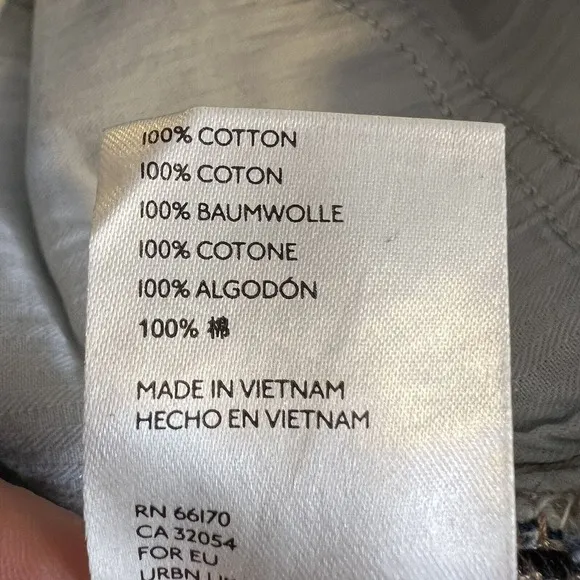 100% COTTON
100% COTON
100% BAUMWOLLE
100% COTONE
100% ALGODÓN
100% 棉
MADE IN VIETNAM
HECHO EN VIETNAM
RN 66170
CA 32054
FOR EU
URBN